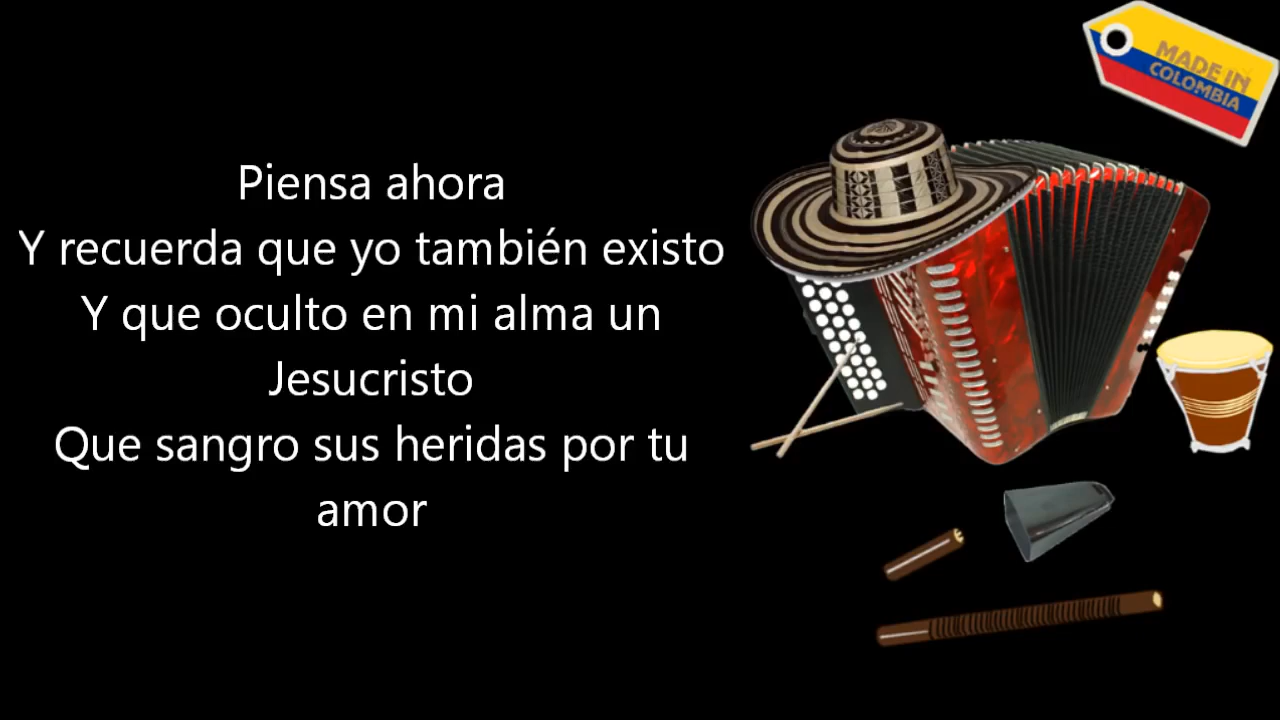 MADE IN
COLOMBIA
Piensa ahora
Y recuerda que yo también existo
Y que oculto en mi alma un
Jesucristo
Que sangro sus heridas por tu
amor